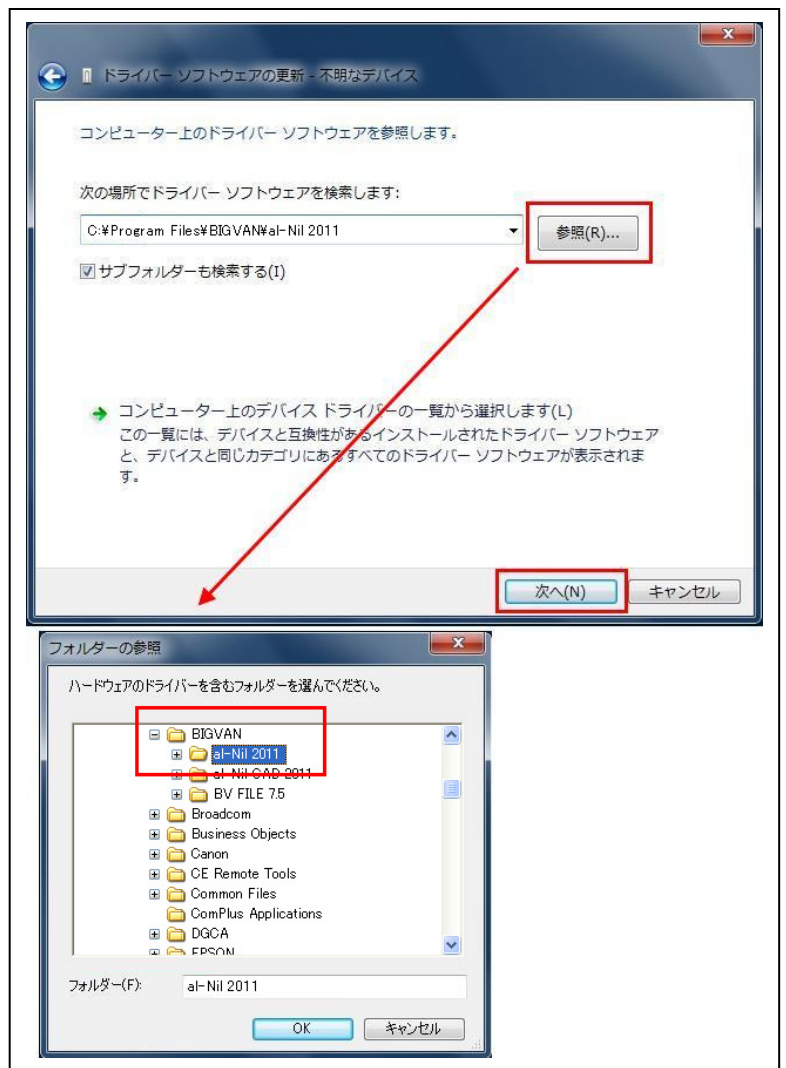 ドライバー ソフトウェアの更新 - 不明なデバイス
コンピューター上のドライバー ソフトウェアを参照します。
次の場所でドライバー ソフトウェアを検索します:
C:¥Program Files¥BIGVAN¥al-Nil 2011
参照(R)...
サブフォルダーも検索する(I)
コンピューター上のデバイス ドライバーの一覧から選択します(L)
この一覧には、デバイスと互換性があるインストールされたドライバー ソフトウェア
と、デバイスと同じカテゴリにあるすべてのドライバー ソフトウェアが表示されま
す。
次へ(N)
キャンセル
フォルダーの参照
ハードウェアのドライバーを含むフォルダーを選んでください。
BIGVAN
al-Nil 2011
al-Nil CAD 2011
BV FILE 7.5
Broadcom
Business Objects
Canon
CE Remote Tools
Common Files
ComPlus Applications
DGCA
EPSON
フォルダー(F):
al-Nil 2011
OK
キャンセル